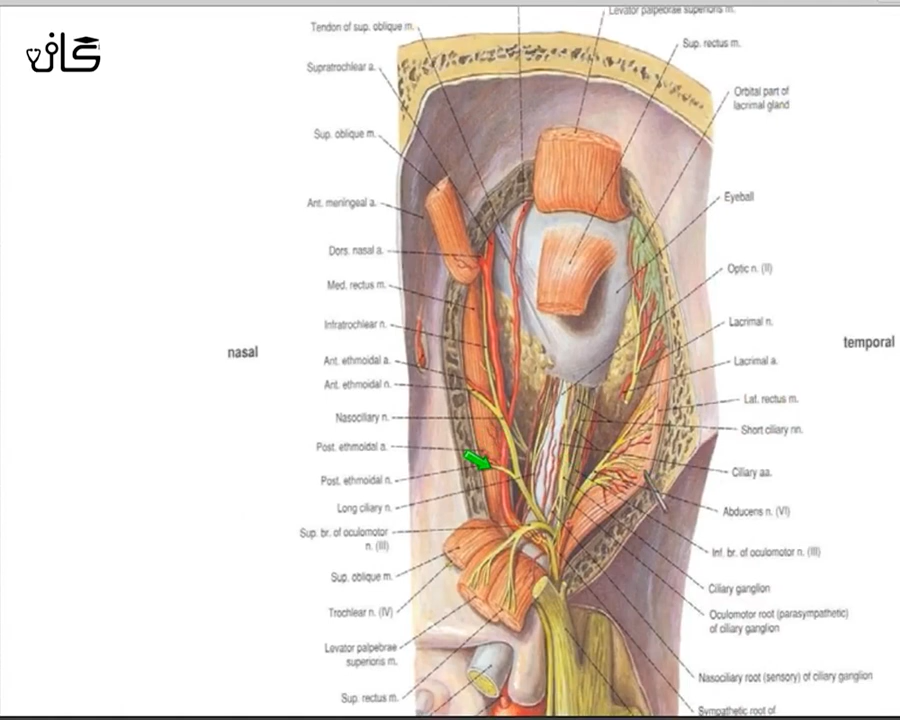 كان
Levator palpebrae superioris m.
Tendon of sup. oblique m.
Sup. rectus m.
Supratrochlear a.
Orbital part of
lacrimal gland
Sup. oblique m.
Eyeball
Ant. meningeal a.
Dors. nasal a.
Optic n. (II)
Med. rectus m.
Infratrochlear n.
Lacrimal n.
nasal
temporal
Ant. ethmoidal a.
Lacrimal a.
Ant. ethmoidal n.
Lat. rectus m.
Nasociliary n.
Short ciliary nn.
Post. ethmoidal a.
Ciliary aa.
Post. ethmoidal n.
Long ciliary n.
Abducens n. (VI)
Sup. br. of oculomotor
n. (III)
Inf. br. of oculomotor n. (III)
Sup. oblique m.
Ciliary ganglion
Trochlear n. (IV)
Oculomotor root (parasympathetic)
of ciliary ganglion
Levator palpebrae
superioris m.
Nasociliary root (sensory) of ciliary ganglion
Sup. rectus m.
Sympathetic root of